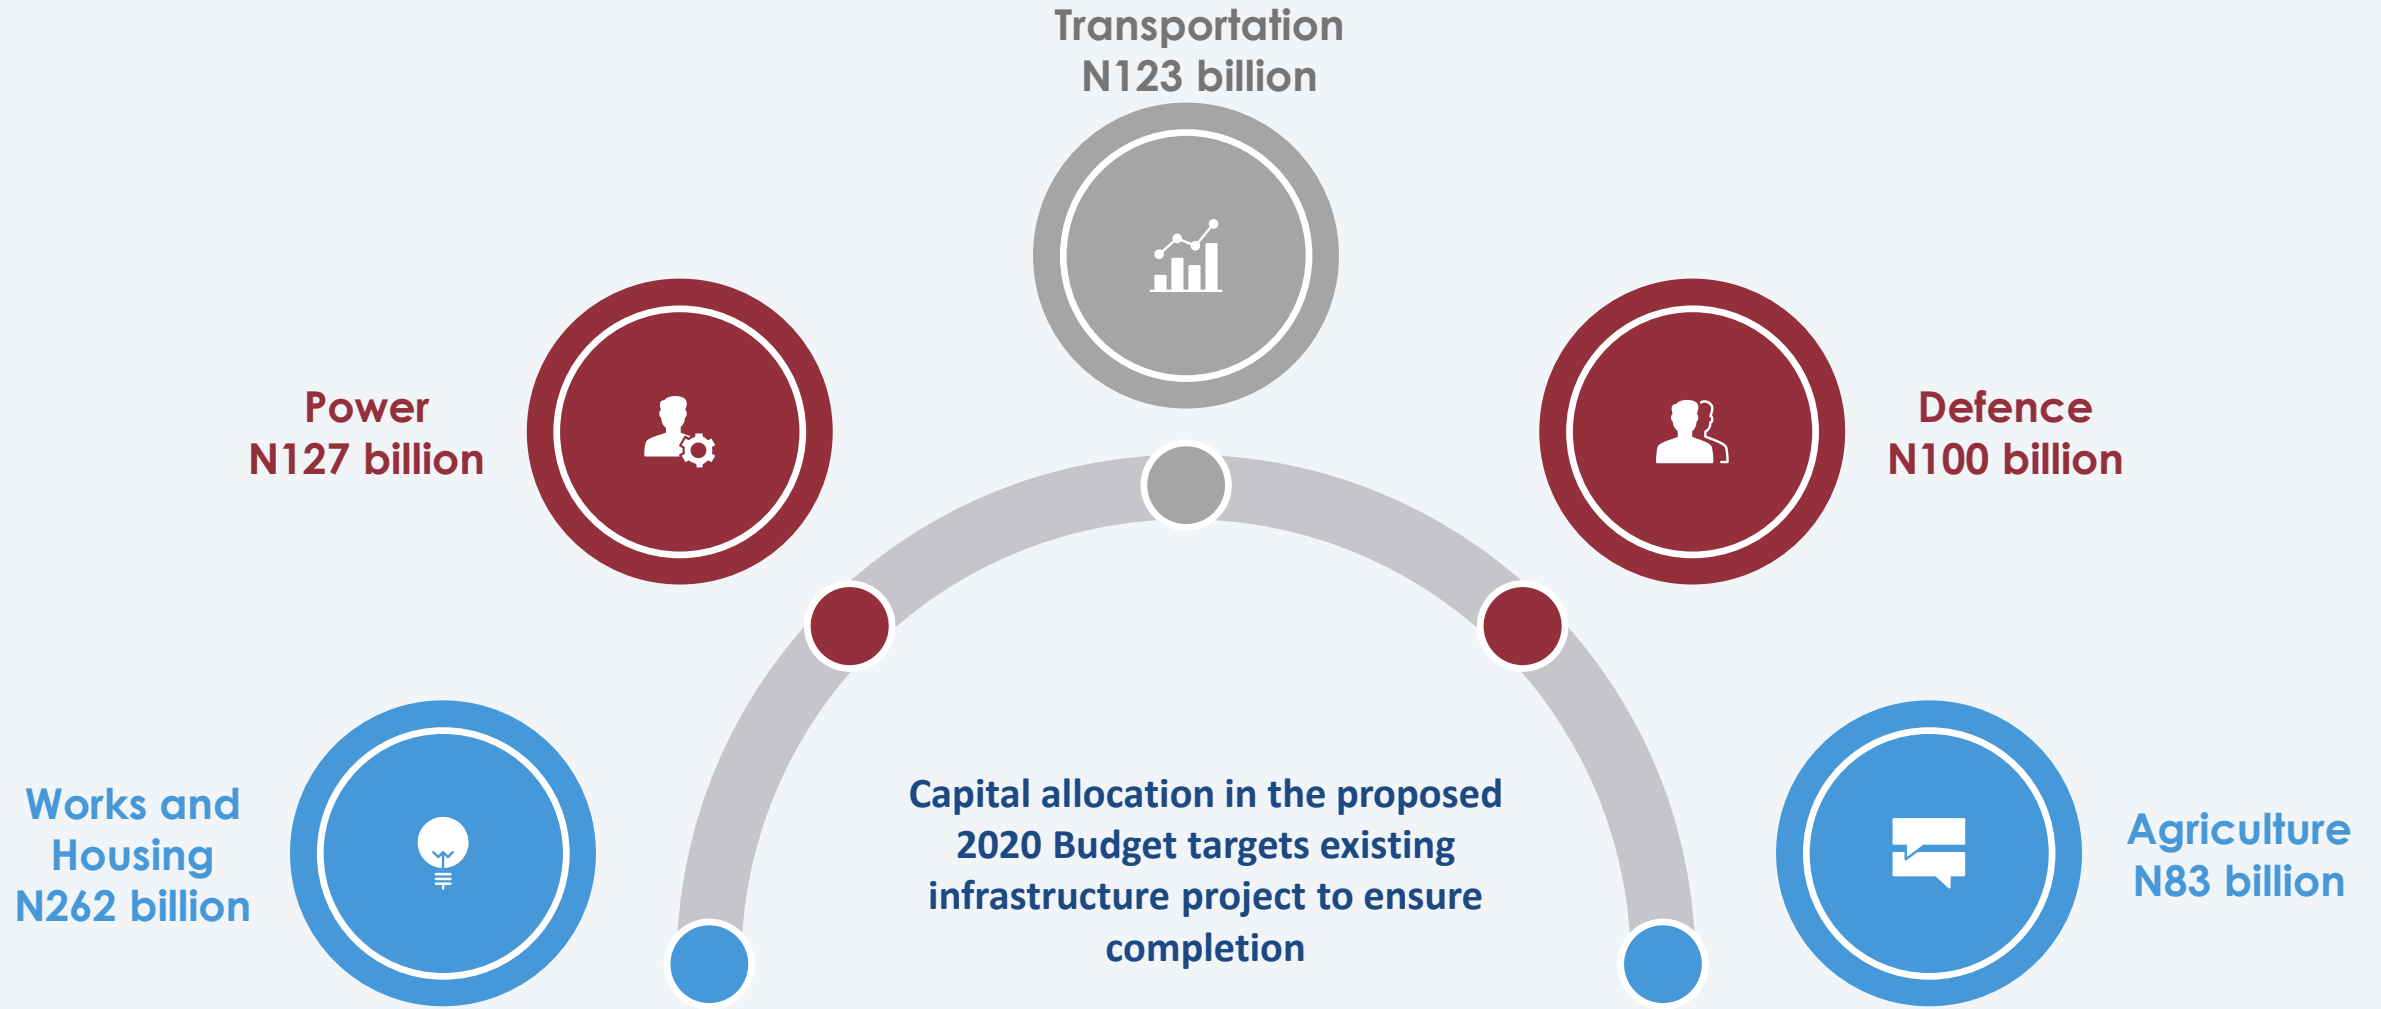 Transportation
N123 billion
Power
N127 billion
Defence
N100 billion
Works and
Housing
N262 billion
Capital allocation in the proposed
2020 Budget targets existing
infrastructure project to ensure
completion
Agriculture
N83 billion